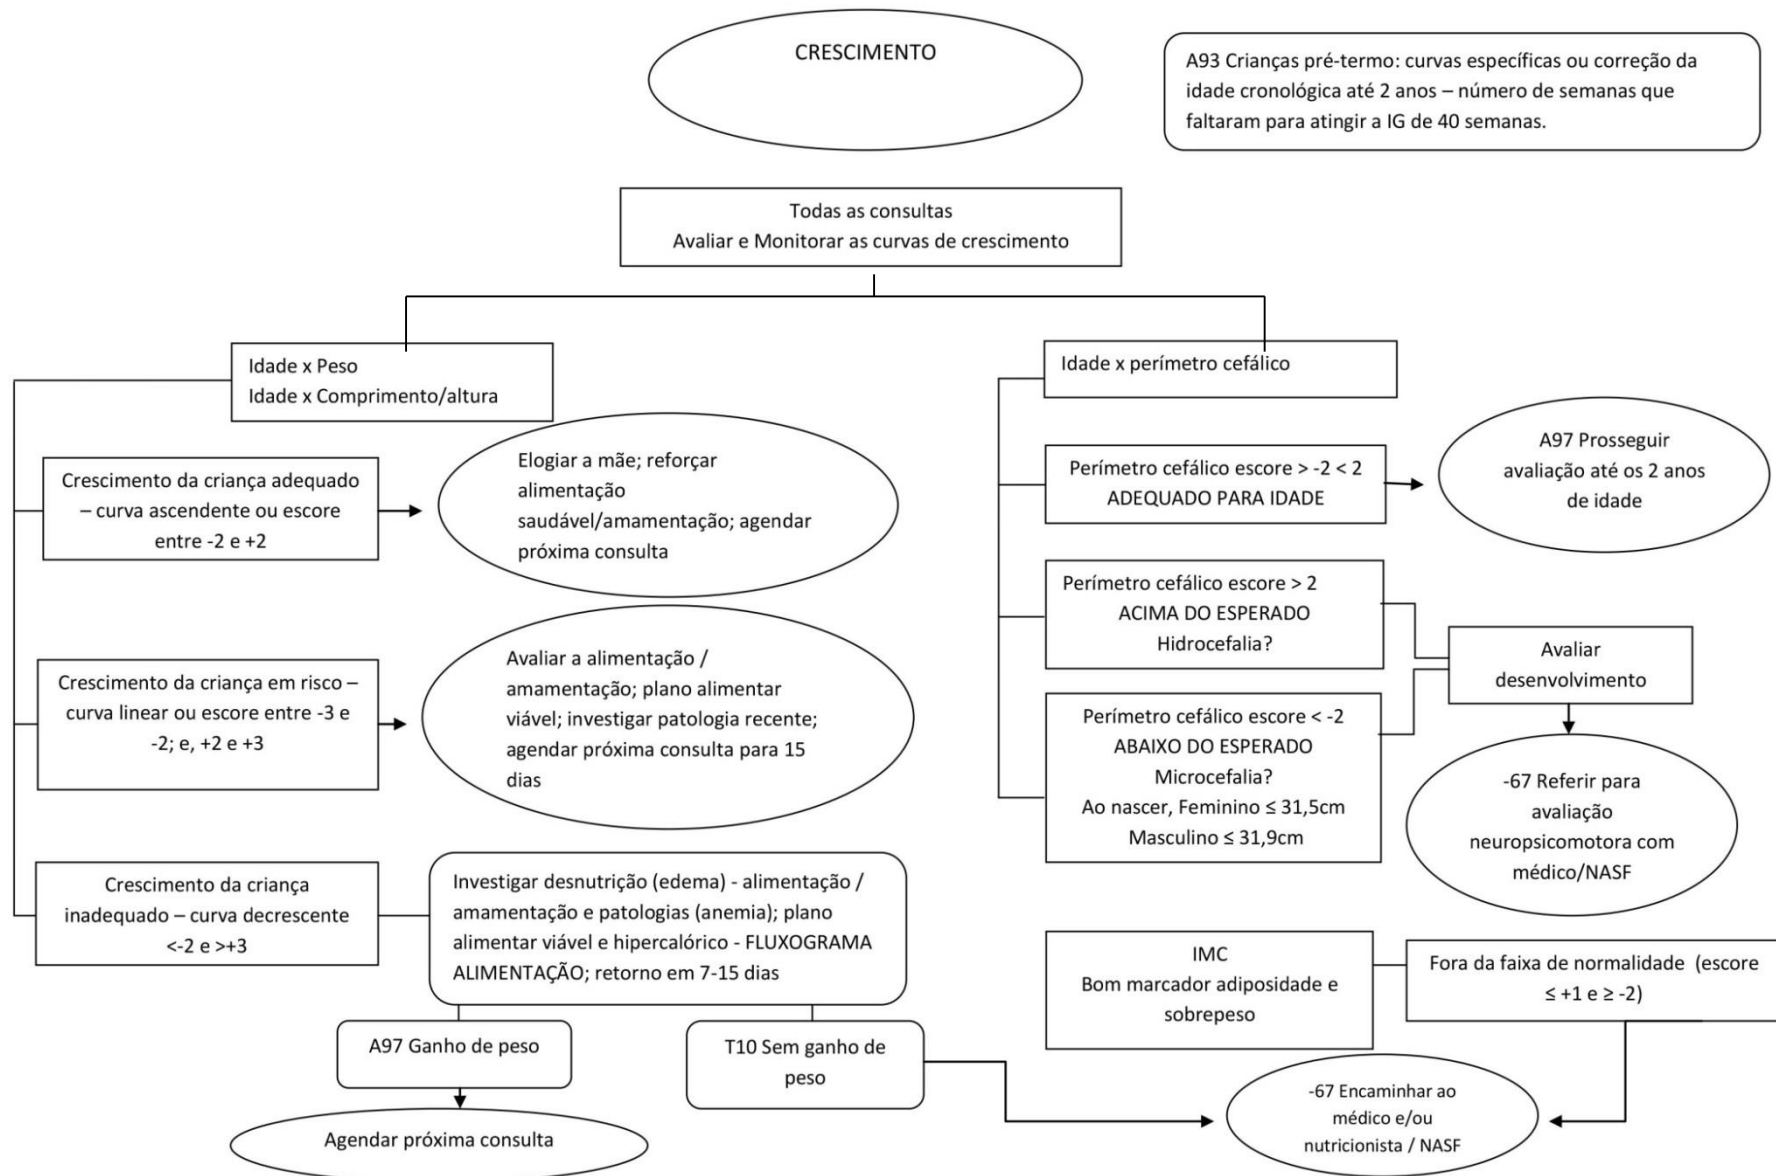 CRESCIMENTO
A93 Crianças pré-termo: curvas específicas ou correção da
idade cronológica até 2 anos – número de semanas que
faltaram para atingir a IG de 40 semanas.
Todas as consultas
Avaliar e Monitorar as curvas de crescimento
Idade x Peso
Idade x Comprimento/altura
Crescimento da criança adequado
– curva ascendente ou escore
entre -2 e +2
Elogiar a mãe; reforçar
alimentação
saudável/amamentação; agendar
próxima consulta
Crescimento da criança em risco –
curva linear ou escore entre -3 e
-2; e, +2 e +3
Avaliar a alimentação /
amamentação; plano alimentar
viável; investigar patologia recente;
agendar próxima consulta para 15
dias
Crescimento da criança
inadequado – curva decrescente
<-2 e >+3
Investigar desnutrição (edema) - alimentação /
amamentação e patologias (anemia); plano
alimentar viável e hipercalórico - FLUXOGRAMA
ALIMENTAÇÃO; retorno em 7-15 dias
A97 Ganho de peso
T10 Sem ganho de
peso
Agendar próxima consulta
Idade x perímetro cefálico
Perímetro cefálico escore > -2 < 2
ADEQUADO PARA IDADE
A97 Prosseguir
avaliação até os 2 anos
de idade
Perímetro cefálico escore > 2
ACIMA DO ESPERADO
Hidrocefalia?
Perímetro cefálico escore < -2
ABAIXO DO ESPERADO
Microcefalia?
Ao nascer, Feminino ≤ 31,5cm
Masculino ≤ 31,9cm
Avaliar
desenvolvimento
-67 Referir para
avaliação
neuropsicomotora com
médico/NASF
IMC
Bom marcador adiposidade e
sobrepeso
Fora da faixa de normalidade (escore
≤ +1 e ≥ -2)
-67 Encaminhar ao
médico e/ou
nutricionista / NASF